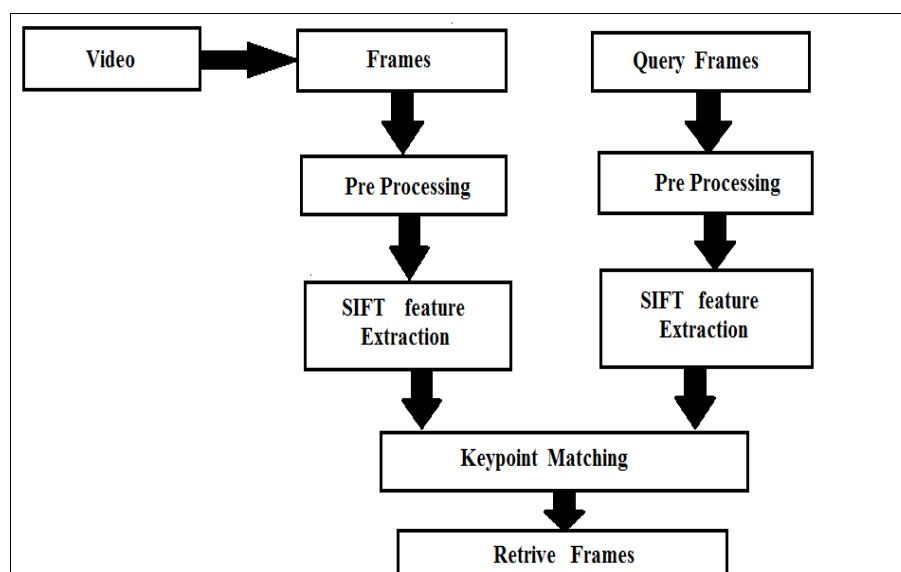 Video
Frames
Query Frames
Pre Processing
Pre Processing
SIFT feature
Extraction
SIFT feature
Extraction
Keypoint Matching
Retrive Frames